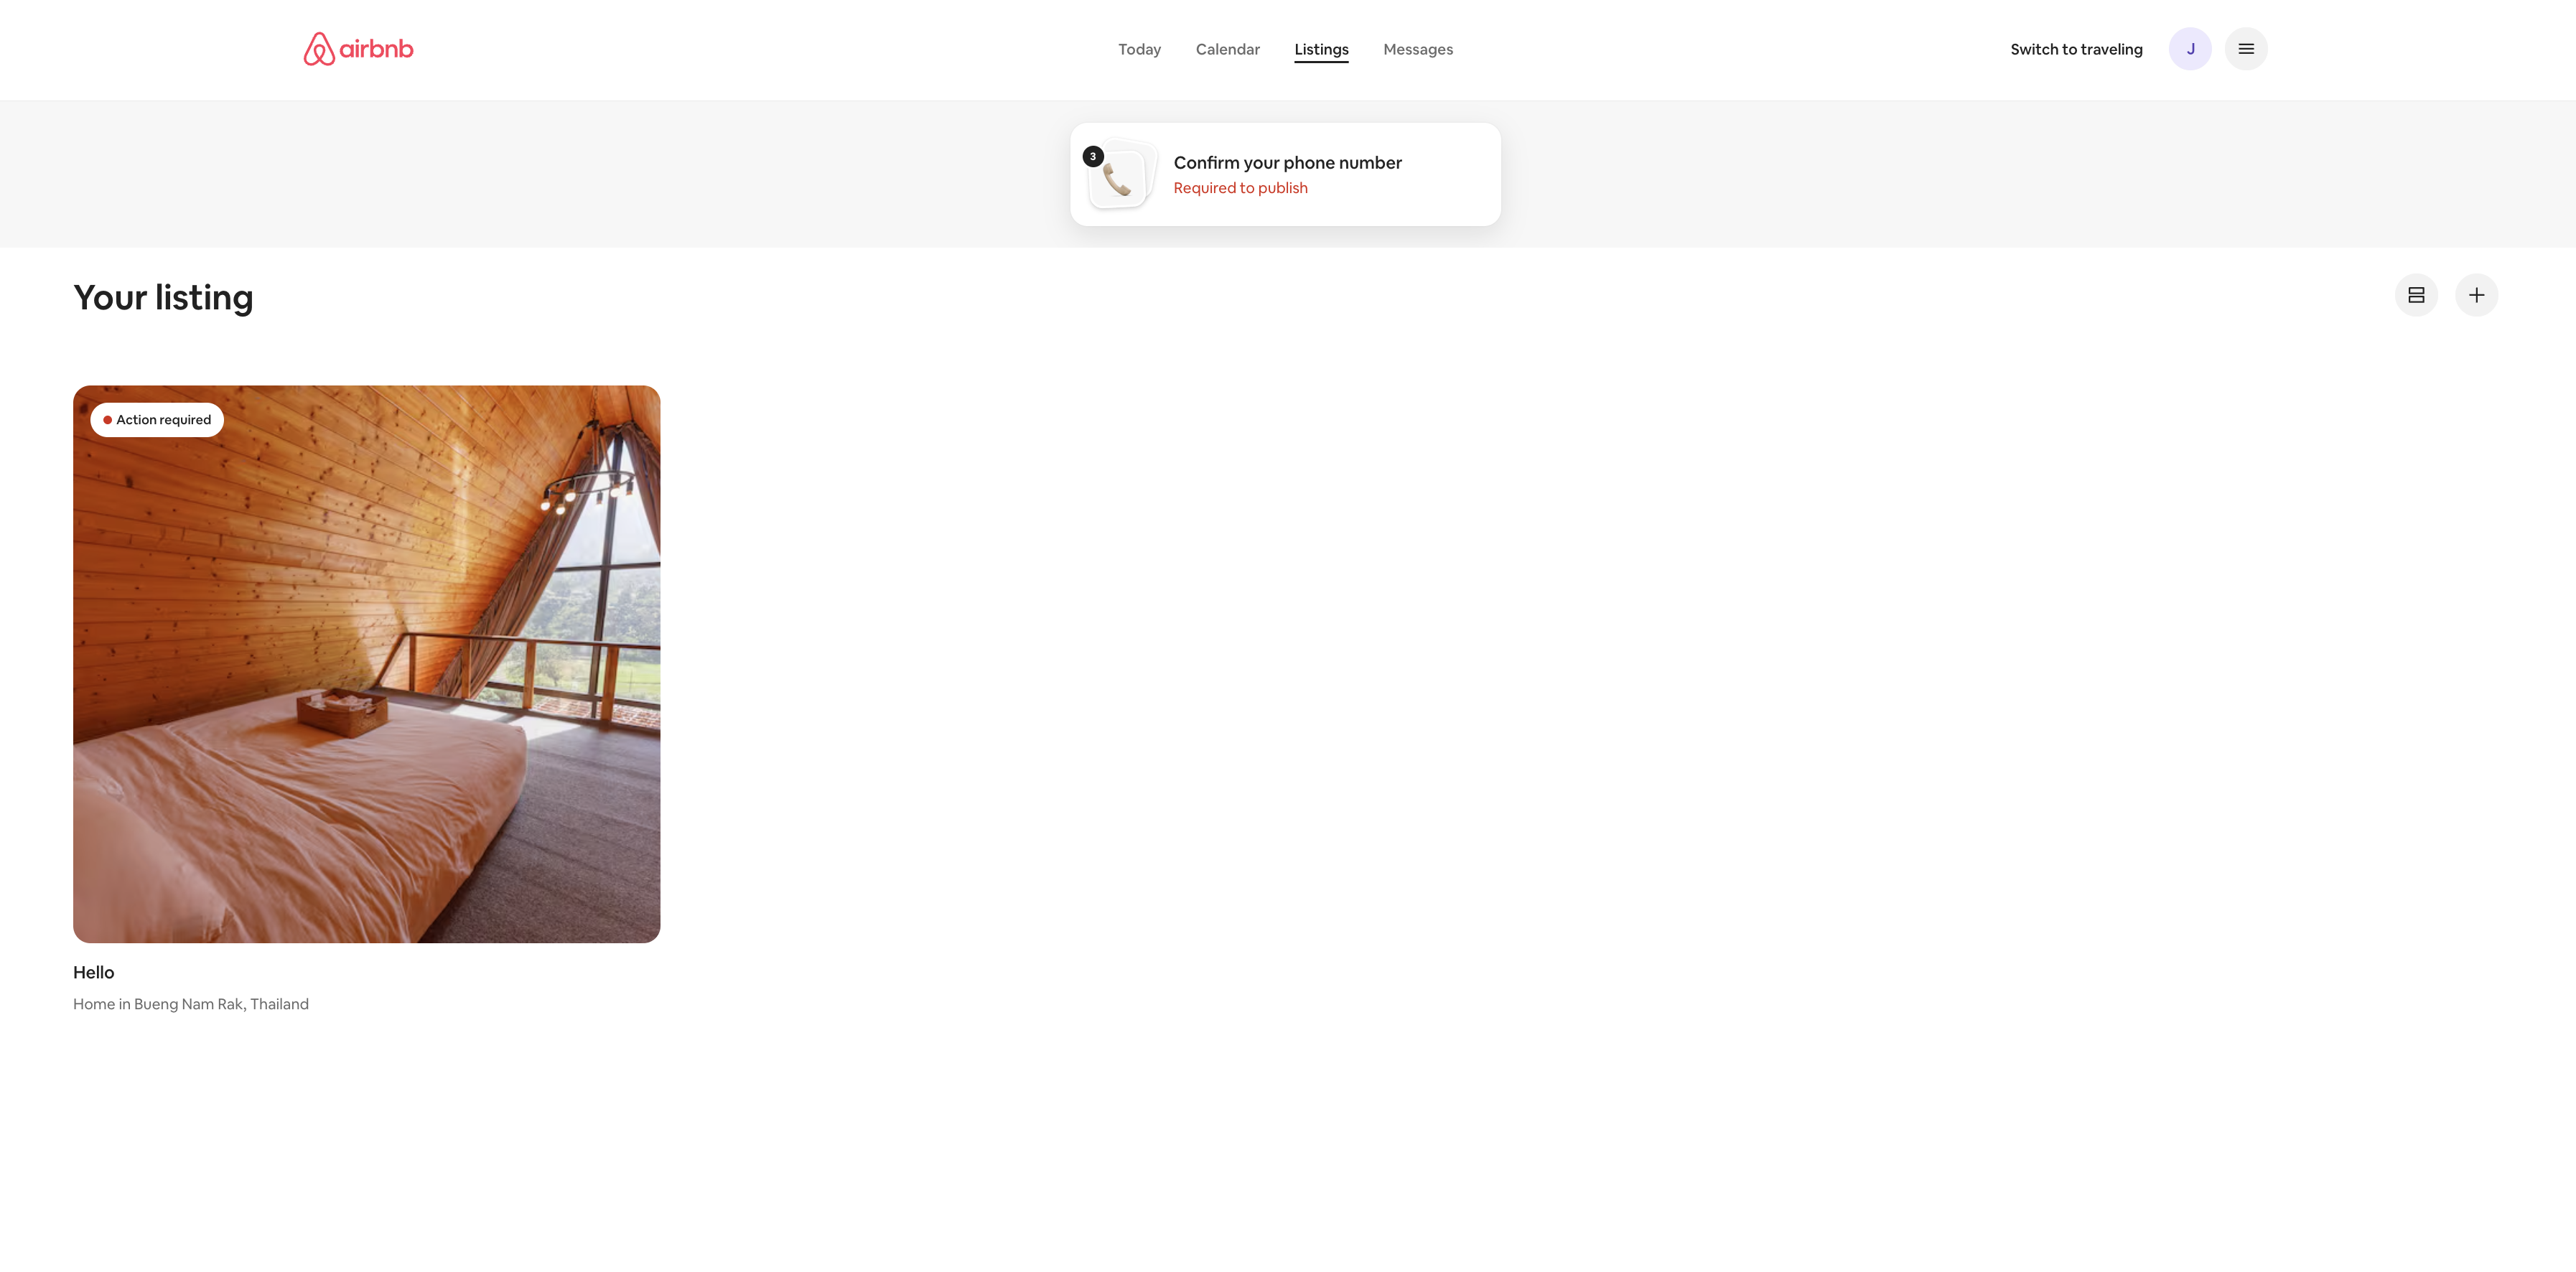 airbnb
Today
Calendar
Listings
Messages
Switch to traveling
J
3
Confirm your phone number
Required to publish
Your listing
Action required
Hello
Home in Bueng Nam Rak, Thailand